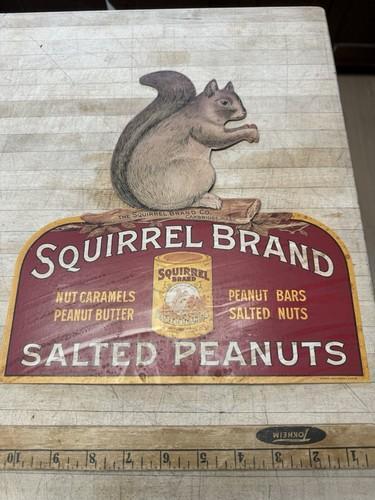 THE SQUIRREL BRAND CO.
SQUIRREL BRAND
NUT CARAMELS
PEANUT BUTTER
SQUIRREL
BRAND
PEANUT BARS
SALTED NUTS
SALTED PEANUTS
TOKHEIM
10 9 8 7 6 5 4 3 2 1